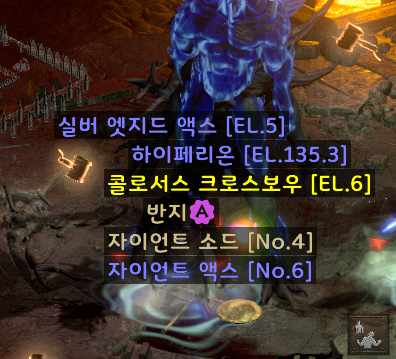 실버 엣지드 액스 [EL.5]
하이페리온 [EL.135.3]
콜로서스 크로스보우 [EL.6]
반지A
자이언트 소드 [No.4]
자이언트 액스 [No.6]